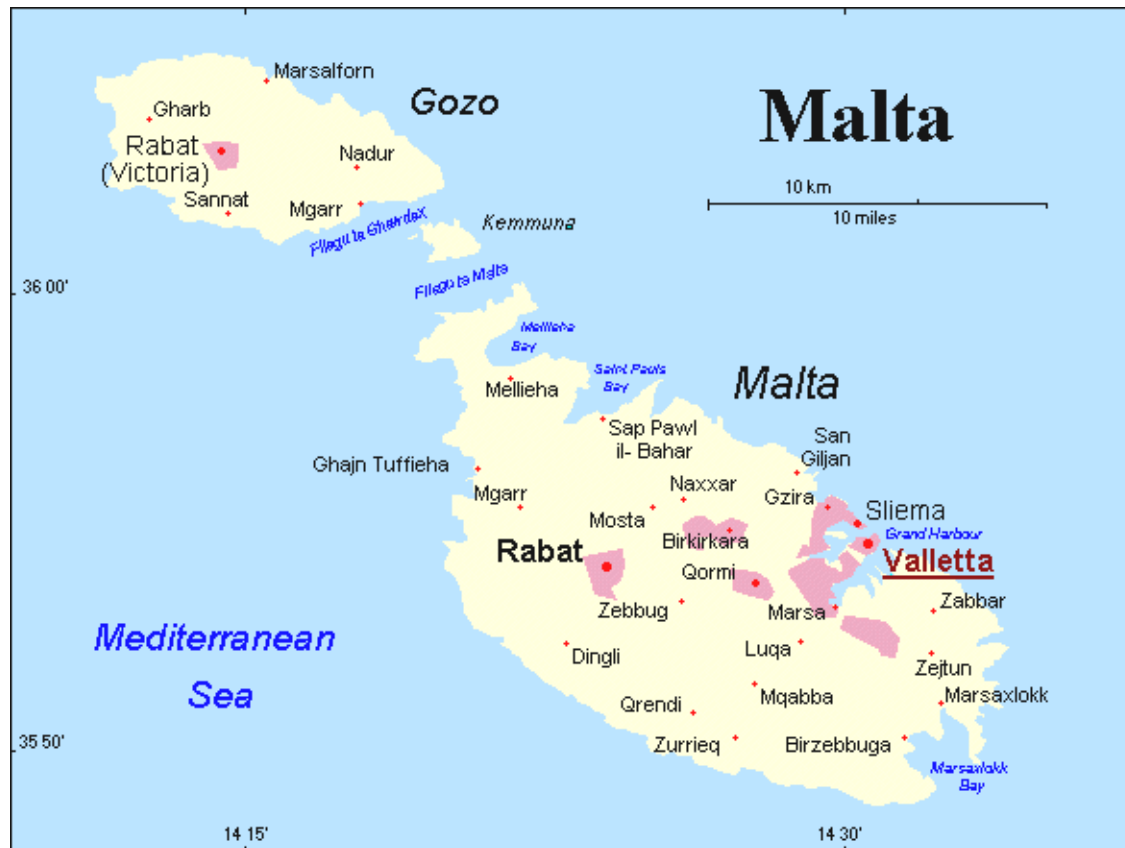 Marsalforn
Gozo
Malta
Gharb
Rabat
(Victoria)
Nadur
Sannat
Mgarr
10 km
10 miles
Kemmuna
36 00'
Filegu ta Malta
Mellieha
Bay
Saint Pauls
Bay
Mellieha
Malta
Sap Pawl
il- Bahar
San
Giljan
Ghajn Tuffieha
Mgarr
Naxxar
Gzira
Mosta
Sliema
Birkirkara
Grand Harbour
Rabat
Valletta
Qormi
Zebbug
Marsa
Zabbar
Mediterranean
Sea
Dingli
Luqa
Zejtun
Mqabba
Marsaxlokk
Qrendi
Zurrieq
Birzebbuga
35 50'
Marsaxlokk
Bay
14 15'
14 30'